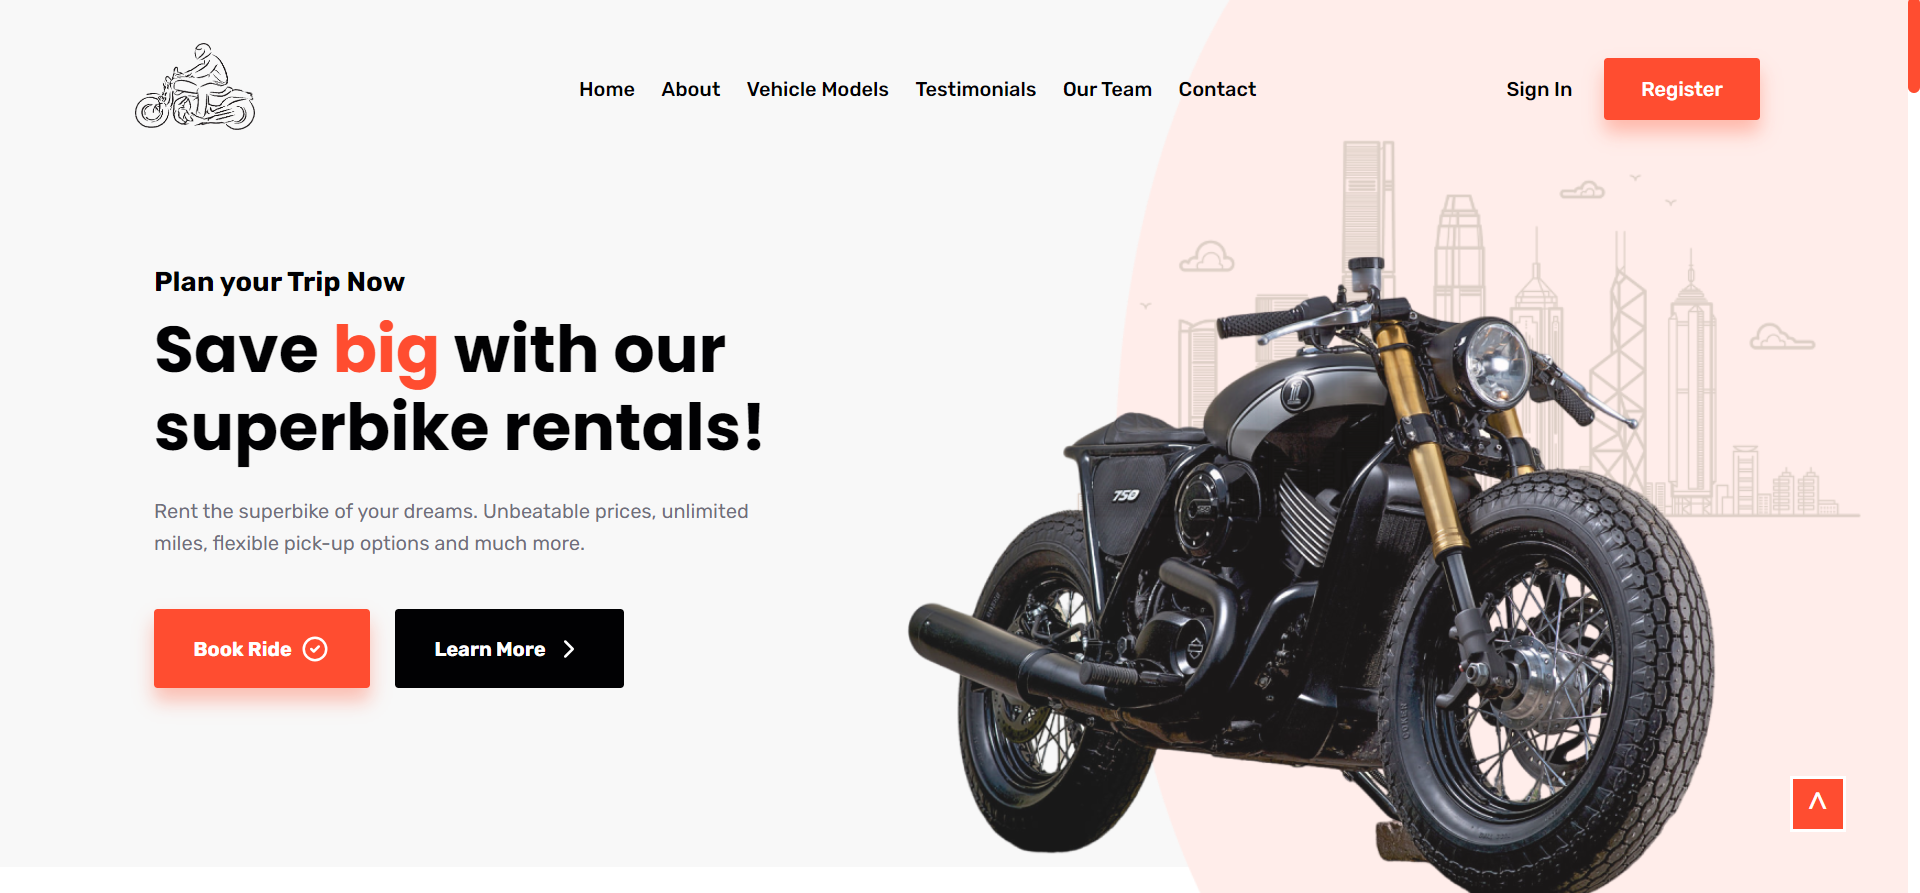 Home About Vehicle Models Testimonials Our Team Contact Sign In Register
Plan your Trip Now
Save big with our
superbike rentals!
Rent the superbike of your dreams. Unbeatable prices, unlimited
miles, flexible pick-up options and much more.
Book Ride Learn More >
1
750
^